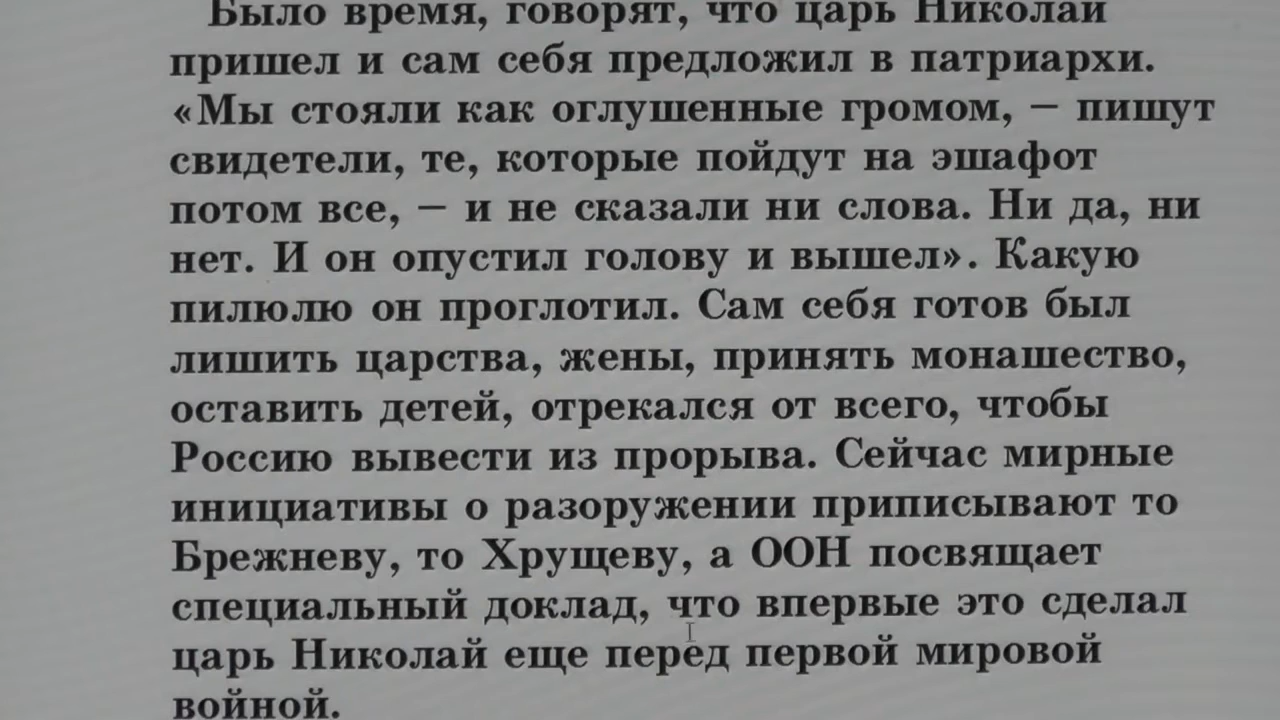 Было время, говорят, что царь Николай
пришел и сам себя предложил в патриархи.
«Мы стояли как оглушенные громом, – пишут
свидетели, те, которые пойдут на эшафот
потом все, – и не сказали ни слова. Ни да, ни
нет. И он опустил голову и вышел». Какую
пилюлю он проглотил. Сам себя готов был
лишить царства, жены, принять монашество,
оставить детей, отрекался от всего, чтобы
Россию вывести из прорыва. Сейчас мирные
инициативы о разоружении приписывают то
Брежневу, то Хрущеву, а ООН посвящает
специальный доклад, что впервые это сделал
царь Николай еще перед первой мировой
войной.